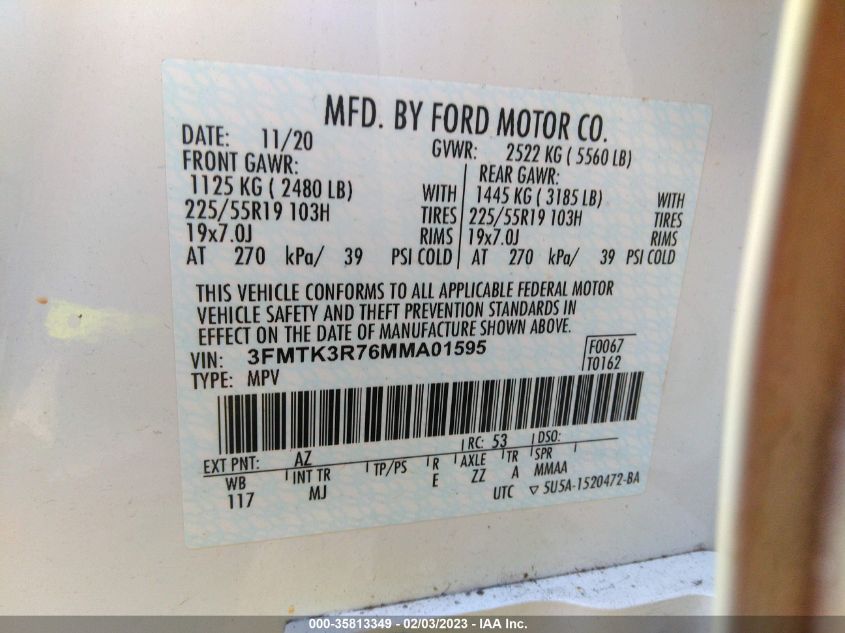 MFD. BY FORD MOTOR CO.
DATE: 11/20 GVWR: 2522 KG ( 5560 LB)
FRONT GAWR: REAR GAWR:
1125 KG ( 2480 LB) WITH 1445 KG ( 3185 LB) WITH
225/55R19 103H TIRES 225/55R19 103H TIRES
19x7.0J RIMS 19x7.0J RIMS
AT 270 kPa/ 39 PSI COLD AT 270 kPa/ 39 PSI COLD
THIS VEHICLE CONFORMS TO ALL APPLICABLE FEDERAL MOTOR
VEHICLE SAFETY AND THEFT PREVENTION STANDARDS IN
EFFECT ON THE DATE OF MANUFACTURE SHOWN ABOVE.
VIN: 3FMTK3R76MMA01595 F0067
TYPE: MPV T0162
EXT PNT: AZ RC: 53 DSO:
WB INT TR TP/PS R AXLE TR SPR
117 MJ E ZZ A MMAA
UTC ▽ 5U5A-1520472-BA
000-35813349 - 02/03/2023 - IAA Inc.